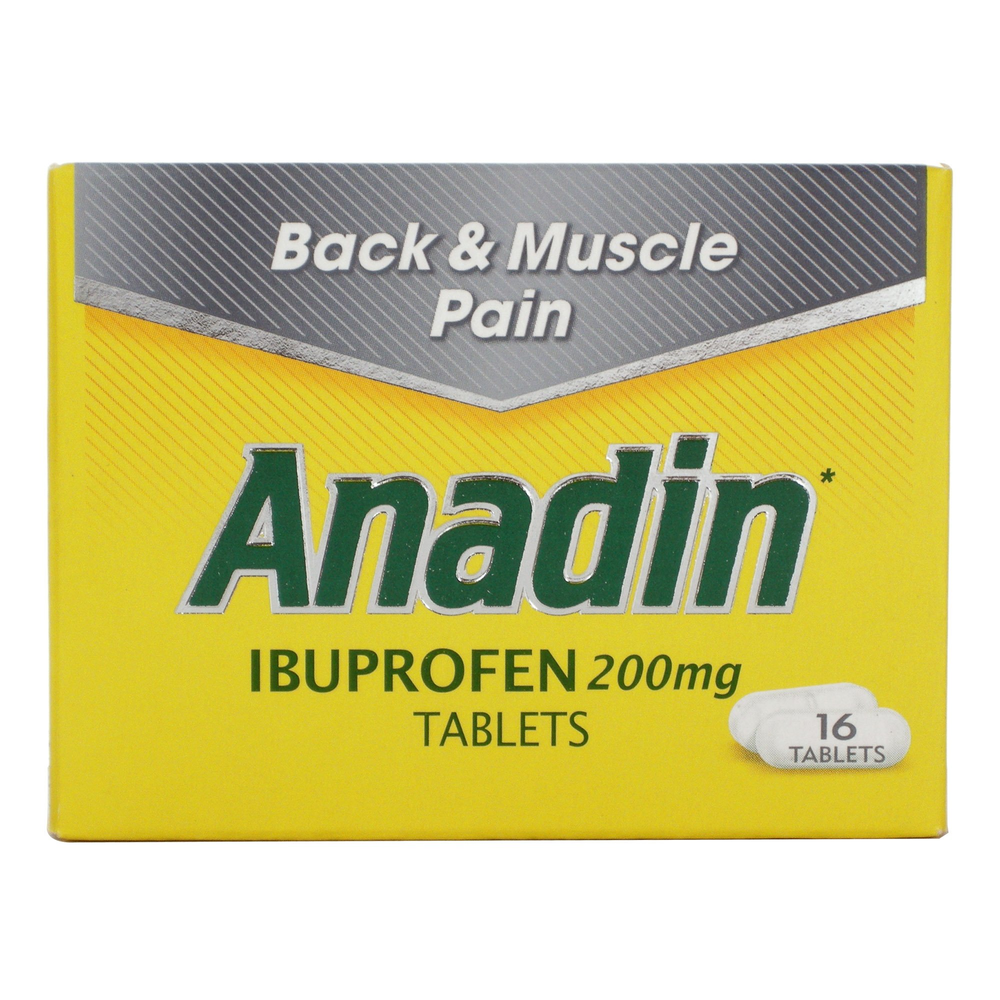 Back & Muscle
Pain
Anadin*
IBUPROFEN 200mg
TABLETS
16
TABLETS